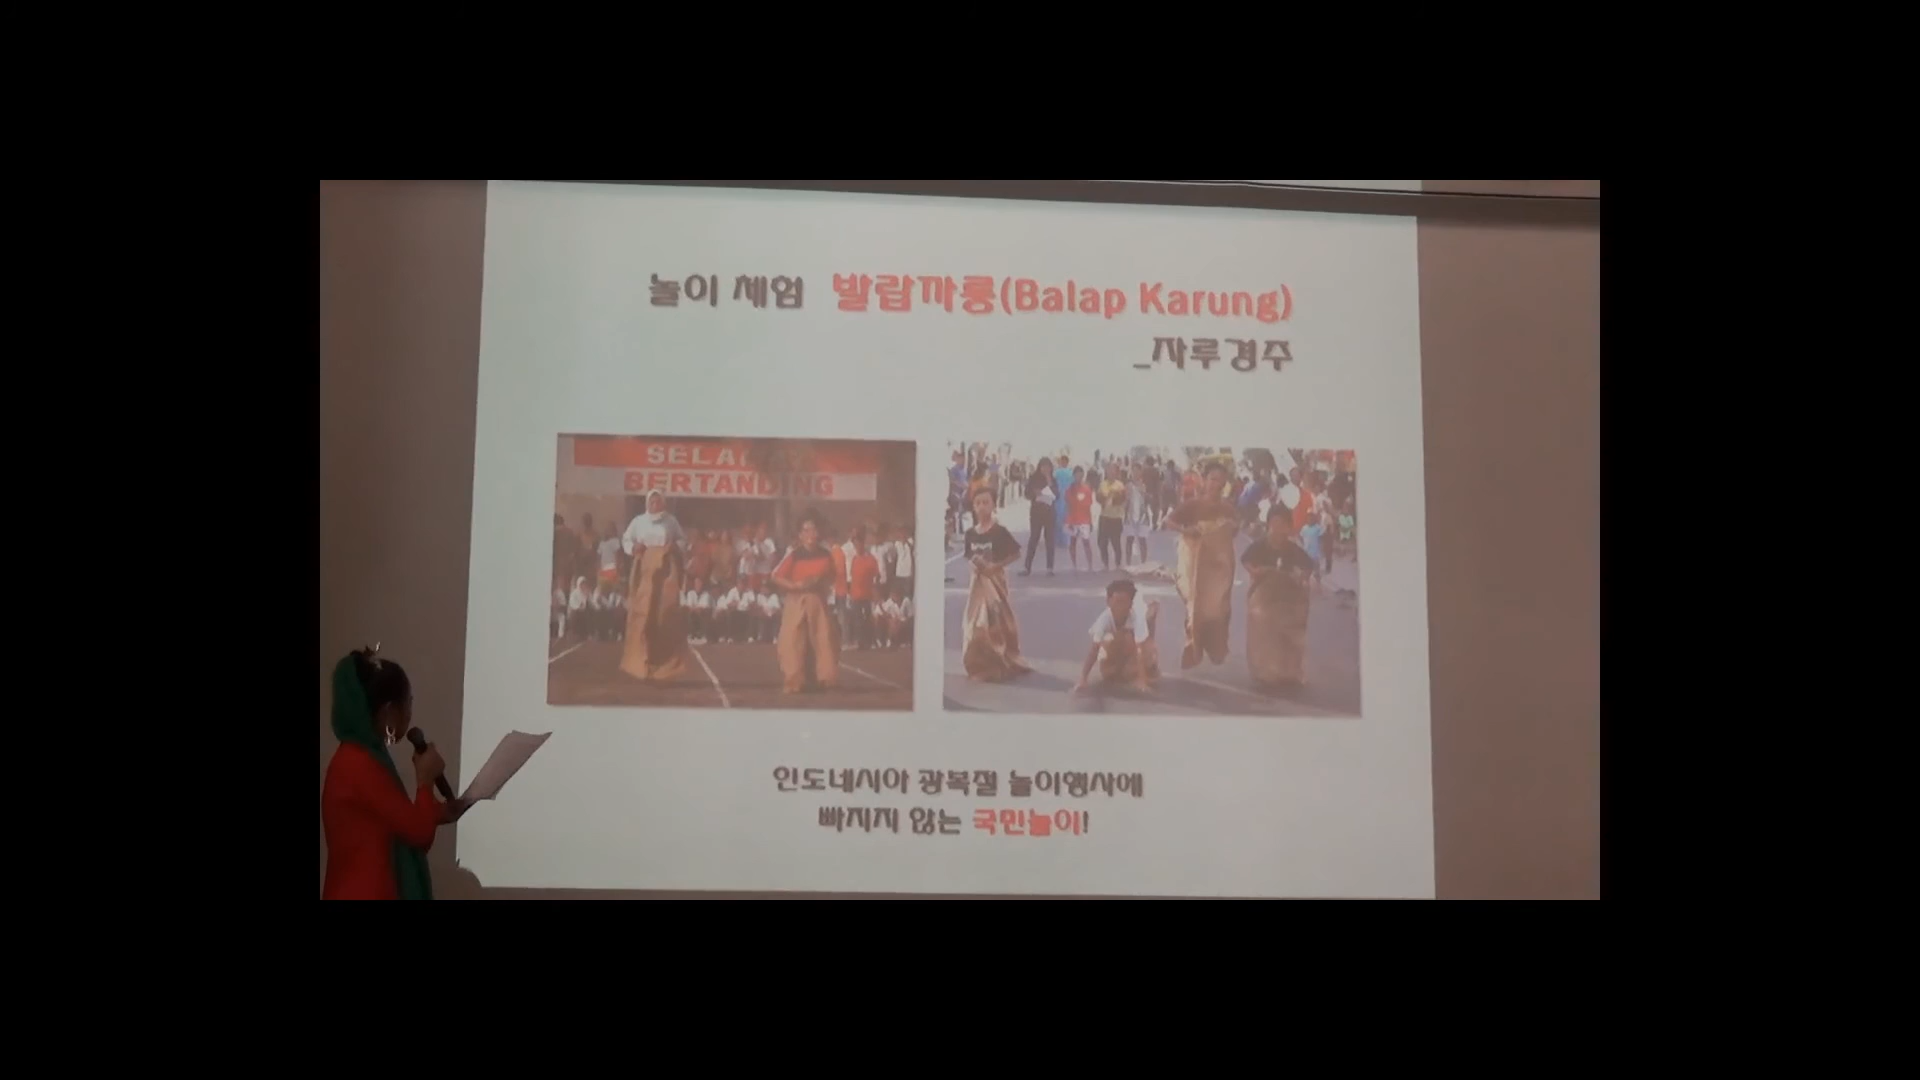 놀이 체험 발랍까룽(Balap Karung)
_자루경주
BERTANDING
인도네시아 광복절 놀이행사에
빠지지 않는 국민놀이!